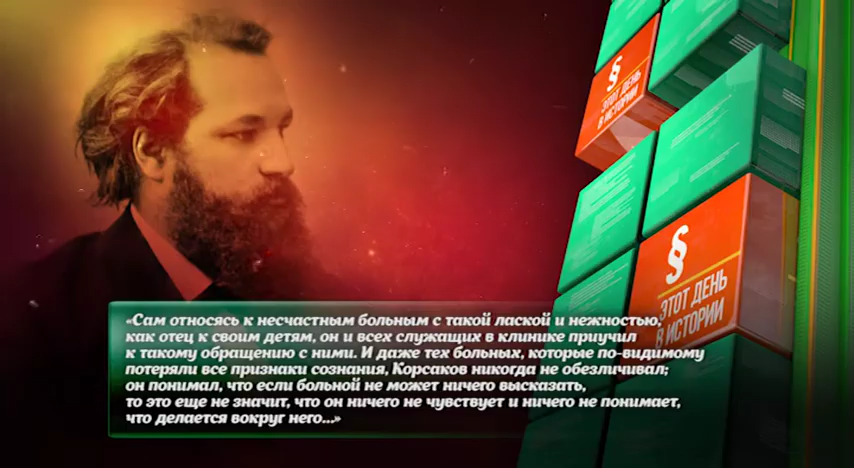 §
ЭТОТ ДЕНЬ
В ИСТОРИИ
§
ЭТОТ ДЕНЬ
В ИСТОРИИ
«Сам относясь к несчастным больным с такой лаской и нежностью,
как отец к своим детям, он и всех служащих в клинике приучил
к такому обращению с ними. И даже тех больных, которые по-видимому
потеряли все признаки сознания, Корсаков никогда не обезличивал;
он понимал, что если больной не может ничего высказать,
то это еще не значит, что он ничего не чувствует и ничего не понимает,
что делается вокруг него...»